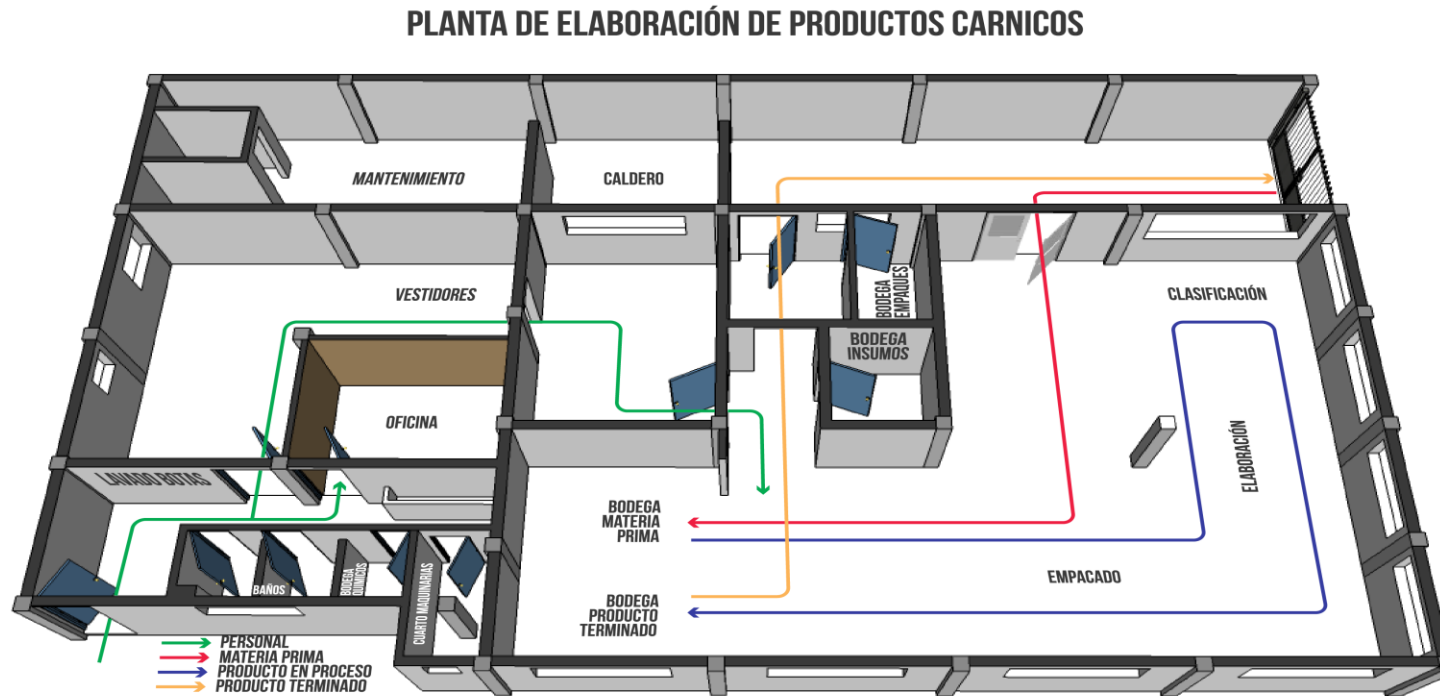 PLANTA DE ELABORACIÓN DE PRODUCTOS CARNICOS
MANTENIMIENTO
CALDERO
VESTIDORES
BODEGA
EMPAQUES
CLASIFICACIÓN
BODEGA
INSUMOS
OFICINA
ELABORACIÓN
LAVADO BOTAS
BODEGA
MATERIA
PRIMA
EMPACADO
BAÑOS
BODEGA
QUIMICOS
CUARTO MAQUINARIAS
BODEGA
PRODUCTO
TERMINADO
PERSONAL
MATERIA PRIMA
PRODUCTO EN PROCESO
PRODUCTO TERMINADO